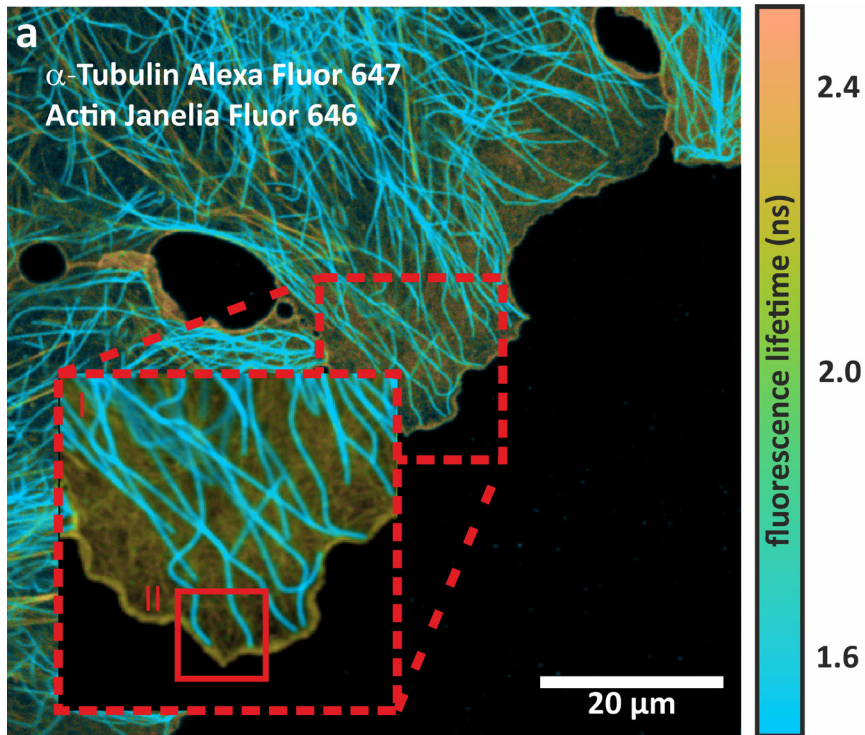 a
α-Tubulin Alexa Fluor 647
Actin Janelia Fluor 646
I
II
20 µm
2.4
2.0
1.6
fluorescence lifetime (ns)